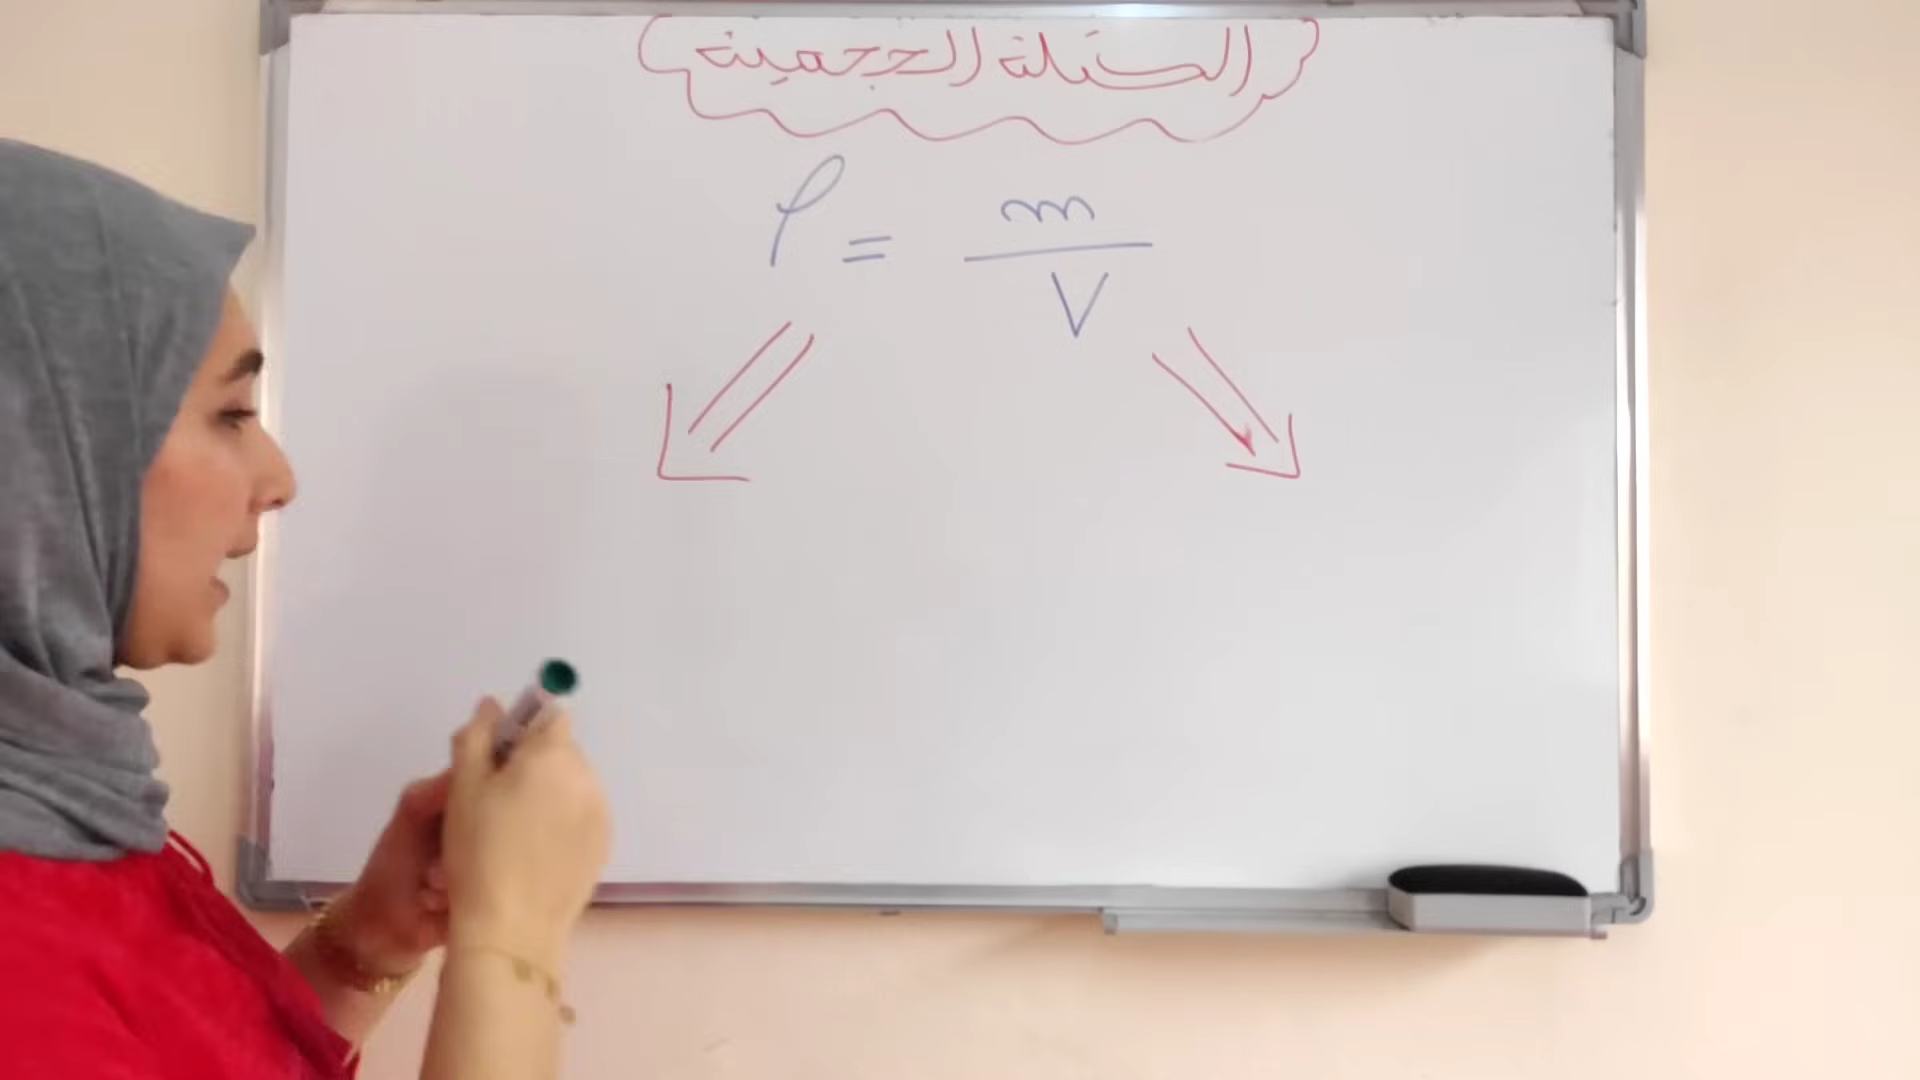 الكتلة الحجمية
ρ = m / V